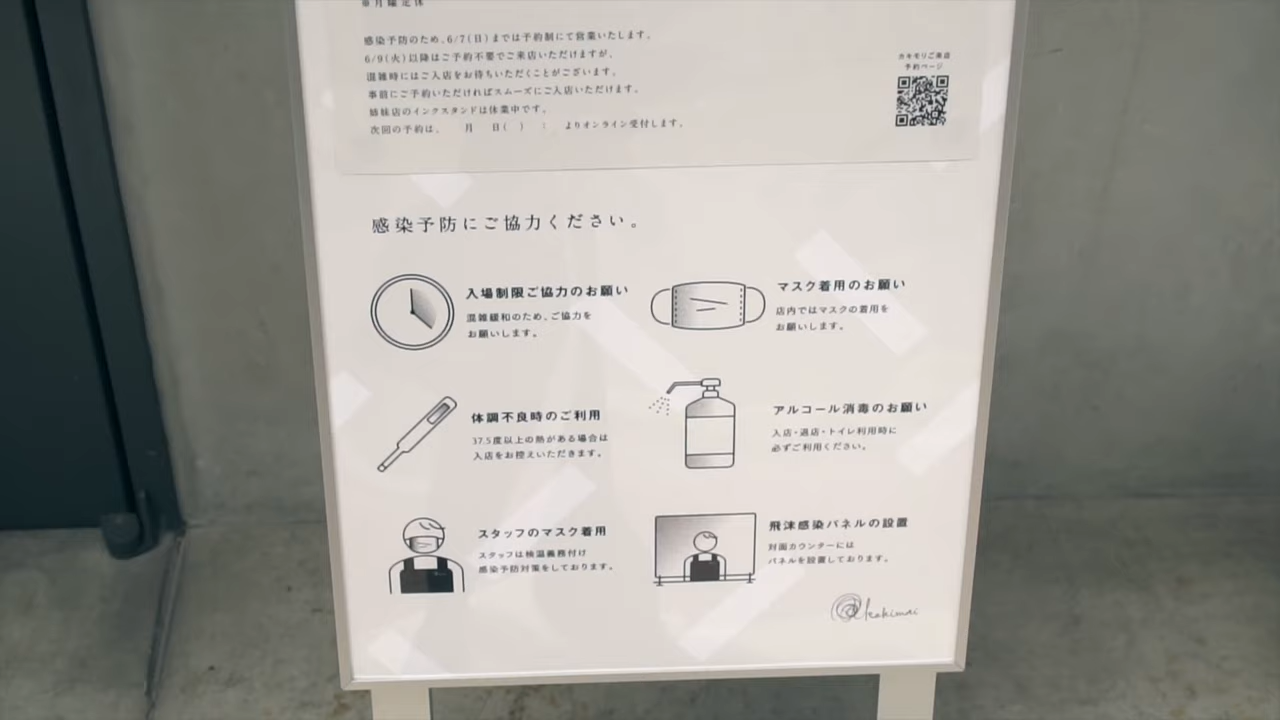 ※月曜定休
感染予防のため、6/7(日)までは予約制にて営業いたします。
6/9(火)以降はご予約不要でご来店いただけますが、
混雑時にはご入店をお待ちいただくことがございます。
事前にご予約いただければスムーズにご入店いただけます。
姉妹店のインクスタンドは休業中です。
次回の予約は、 月 日( ) : よりオンライン受付します。
カキモリご来店
予約ページ
感染予防にご協力ください。
入場制限ご協力のお願い
混雑緩和のため、ご協力を
お願いします。
マスク着用のお願い
店内ではマスクの着用を
お願いします。
体調不良時のご利用
37.5度以上の熱がある場合は
入店をお控えいただきます。
アルコール消毒のお願い
入店・退店・トイレ利用時に
必ずご利用ください。
スタッフのマスク着用
スタッフは検温義務付け
感染予防対策をしております。
飛沫感染パネルの設置
対面カウンターには
パネルを設置しております。